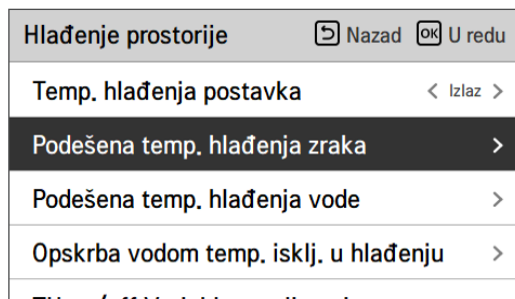 Hlađenje prostorije Nazad OK U redu
Temp. hlađenja postavka < Izlaz >
Podešena temp. hlađenja zraka >
Podešena temp. hlađenja vode >
Opskrba vodom temp. isklj. u hlađenju >